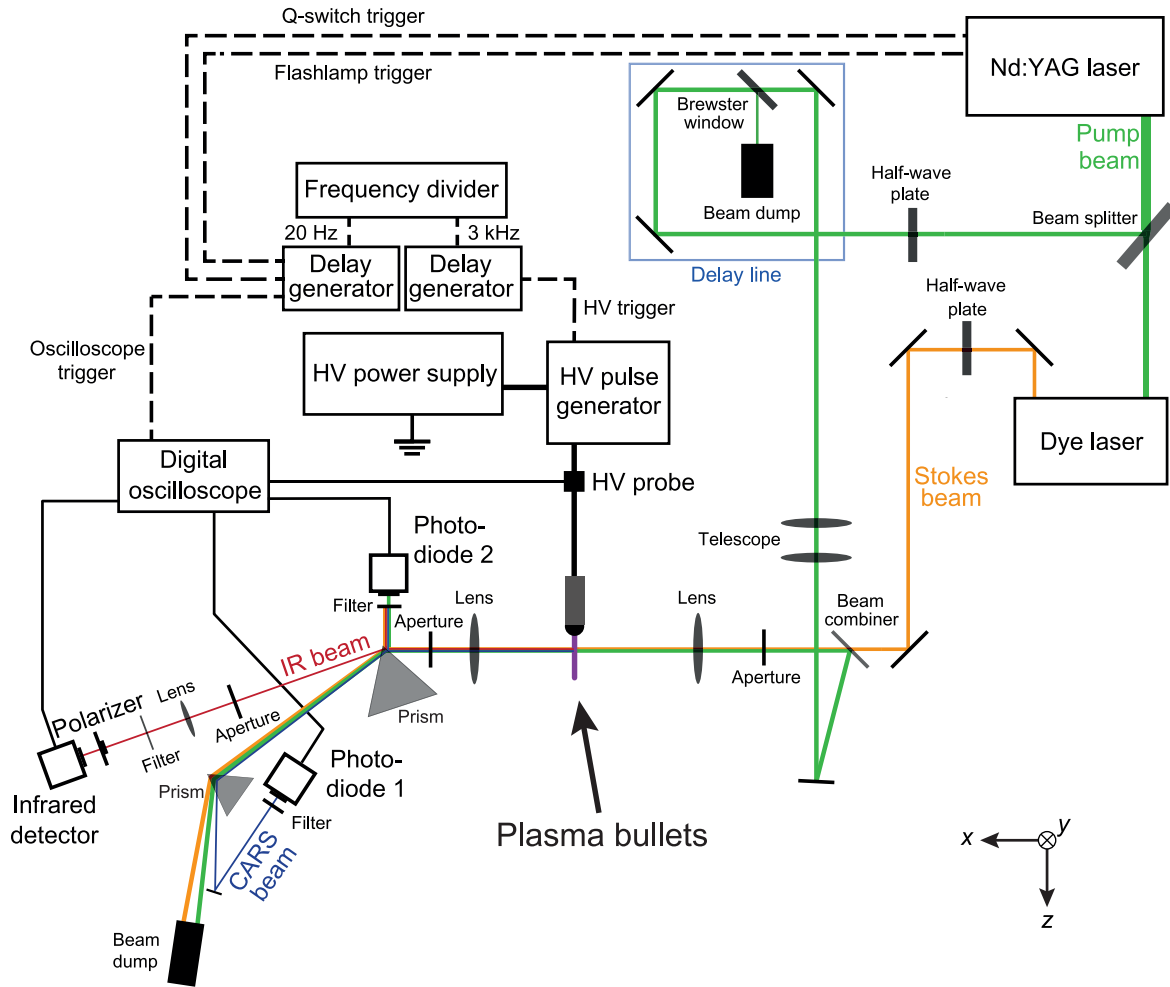 Q-switch trigger
Flashlamp trigger
Nd:YAG laser
Pump
beam
Brewster
window
Beam dump
Delay line
Half-wave
plate
Beam splitter
Frequency divider
20 Hz
3 kHz
Delay
generator
Delay
generator
HV trigger
Oscilloscope
trigger
HV power supply
HV pulse
generator
Half-wave
plate
Dye laser
Stokes
beam
Digital
oscilloscope
HV probe
Photo-
diode 2
Telescope
Filter
Aperture
Lens
Lens
Beam
combiner
Aperture
IR beam
Prism
Polarizer
Lens
Aperture
Filter
Infrared
detector
Prism
Photo-
diode 1
Filter
CARS
beam
Plasma bullets
Beam
dump
x
y
z